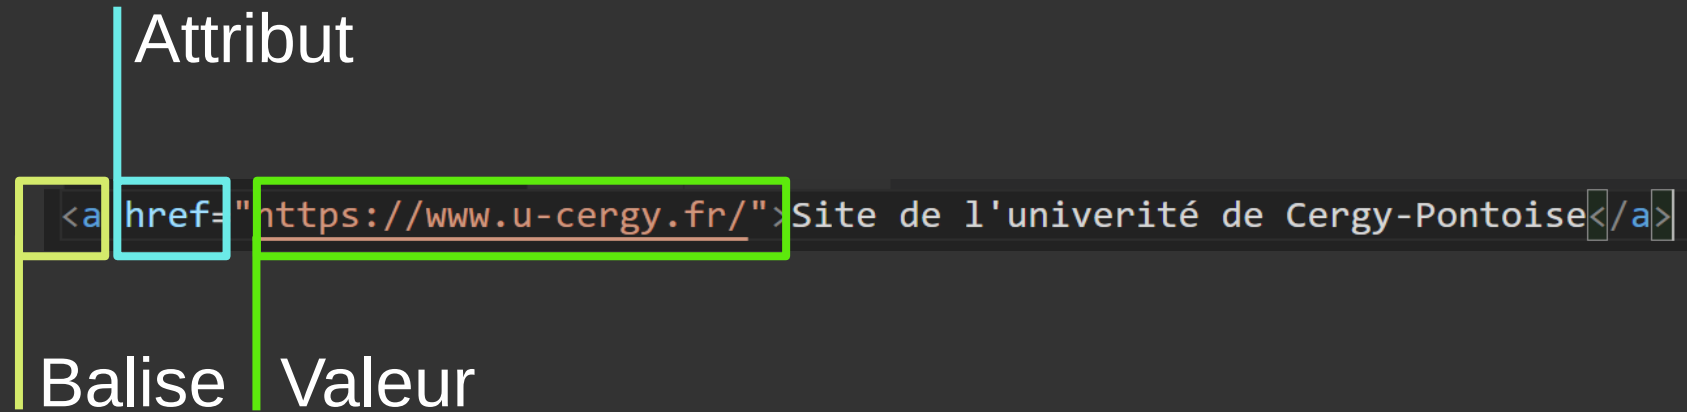 Attribut
<a href="https://www.u-cergy.fr/">Site de l'univerité de Cergy-Pontoise</a>
Balise Valeur